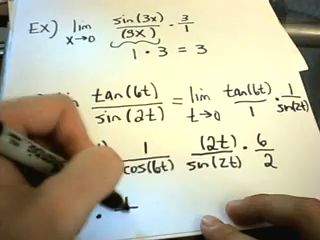 Ex) lim x→0 sin(3x)/(3x) · 3/1
1 · 3 = 3
tan(6t)/sin(2t) = lim t→0 tan(6t)/1 · 1/sin(2t)
1/cos(6t) (2t)/sin(2t) · 6/2